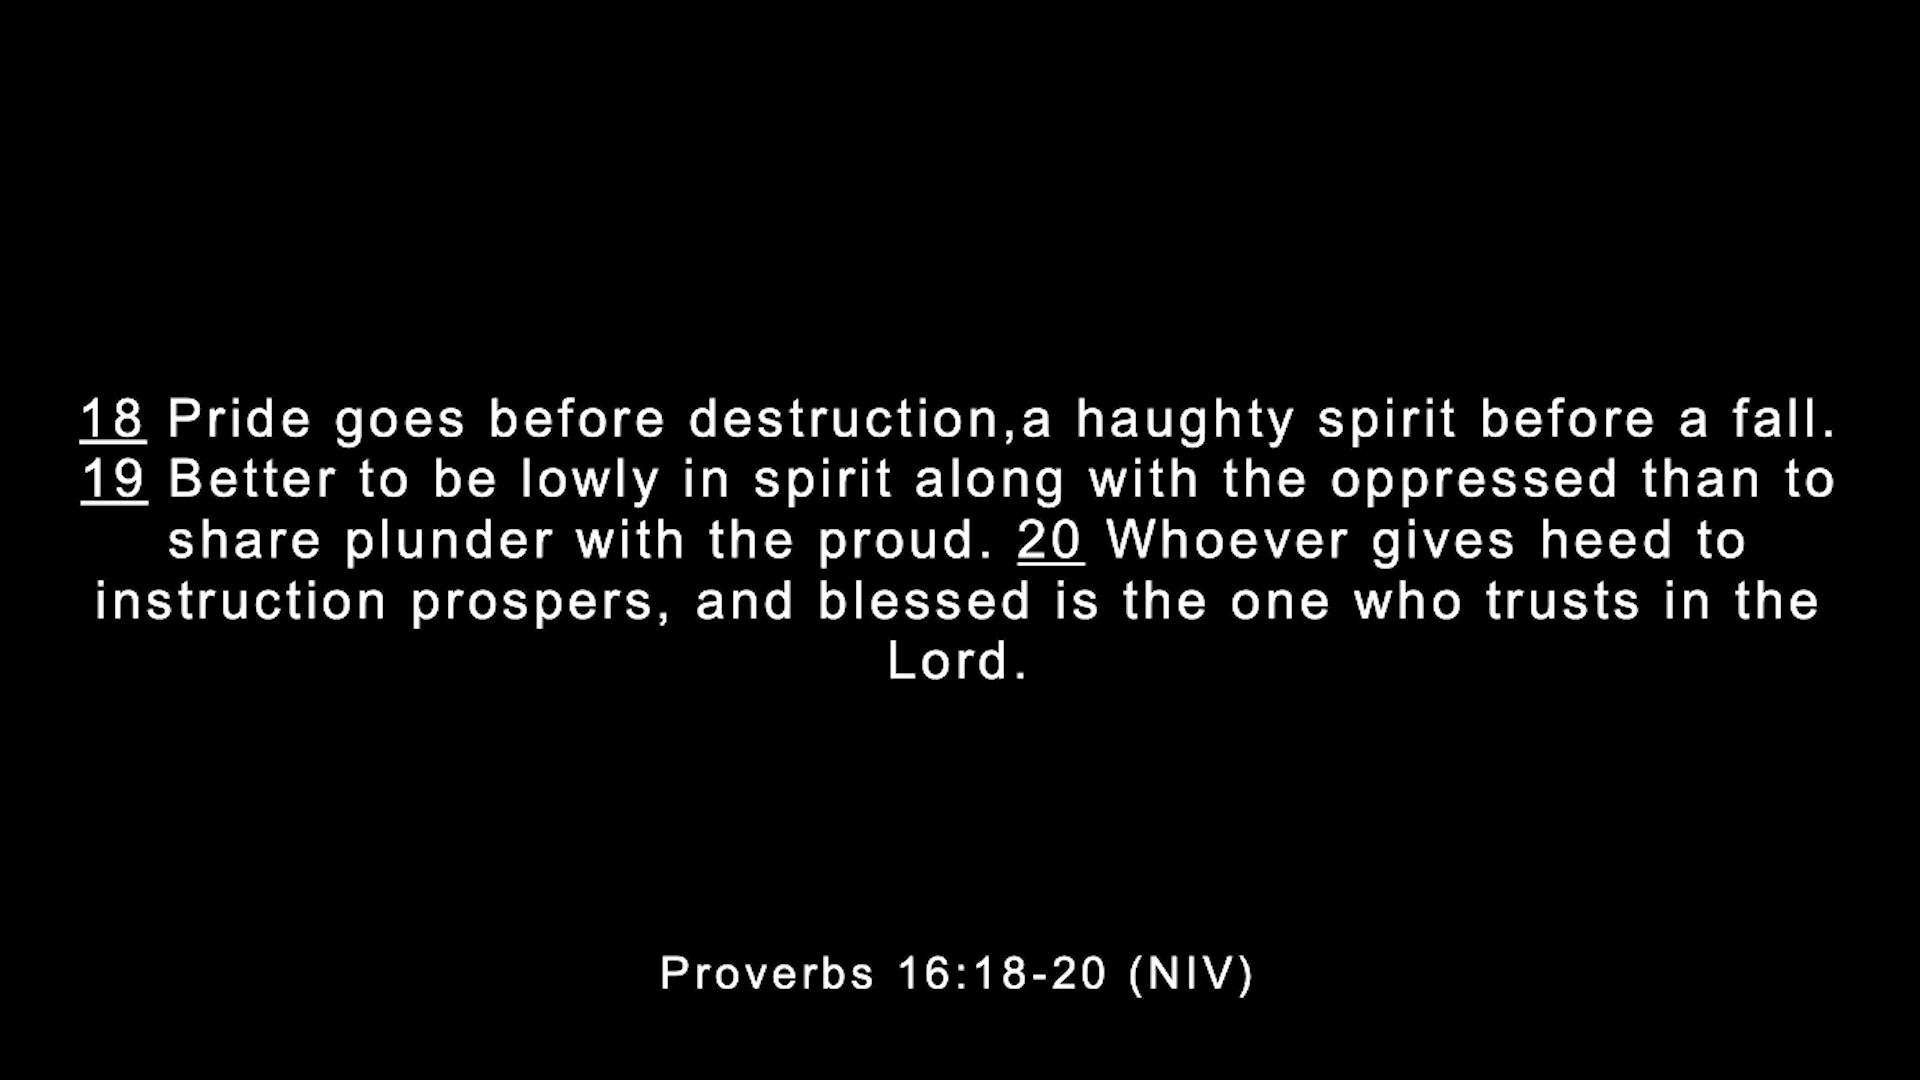 18 Pride goes before destruction,a haughty spirit before a fall.
19 Better to be lowly in spirit along with the oppressed than to
share plunder with the proud. 20 Whoever gives heed to
instruction prospers, and blessed is the one who trusts in the
Lord.
Proverbs 16:18-20 (NIV)